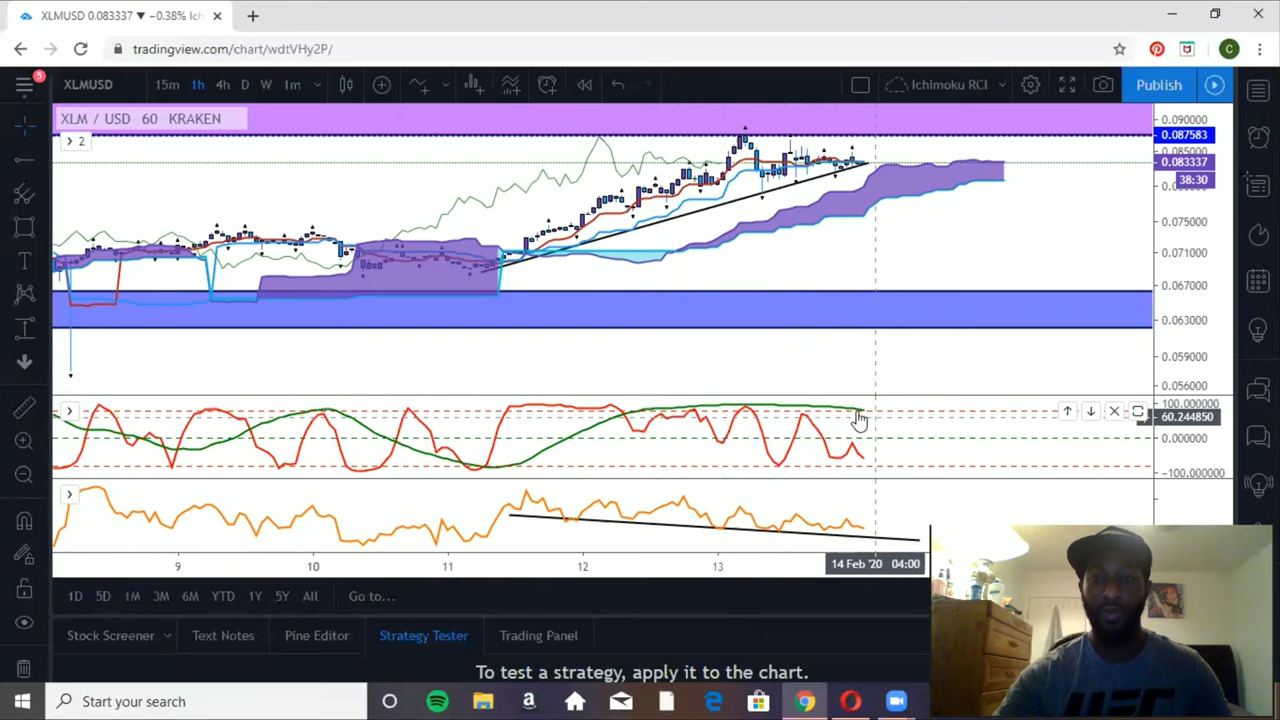 XLMUSD 0.083337 ▼ −0.38% Ich
tradingview.com/chart/wdtVHy2P/
C
5
XLMUSD
15m 1h 4h D W 1m
Ichimoku RCI
Publish
XLM / USD · 60 · KRAKEN
2
0.090000
0.087583
0.085000
0.083337
38:30
0.075000
0.071000
0.067000
0.063000
0.059000
0.056000
100.000000
60.244850
0.000000
−100.000000
9 10 11 12 13
14 Feb '20 04:00
1D 5D 1M 3M 6M YTD 1Y 5Y All Go to...
Stock Screener Text Notes Pine Editor Strategy Tester Trading Panel
To test a strategy, apply it to the chart.
UFC
Start your search